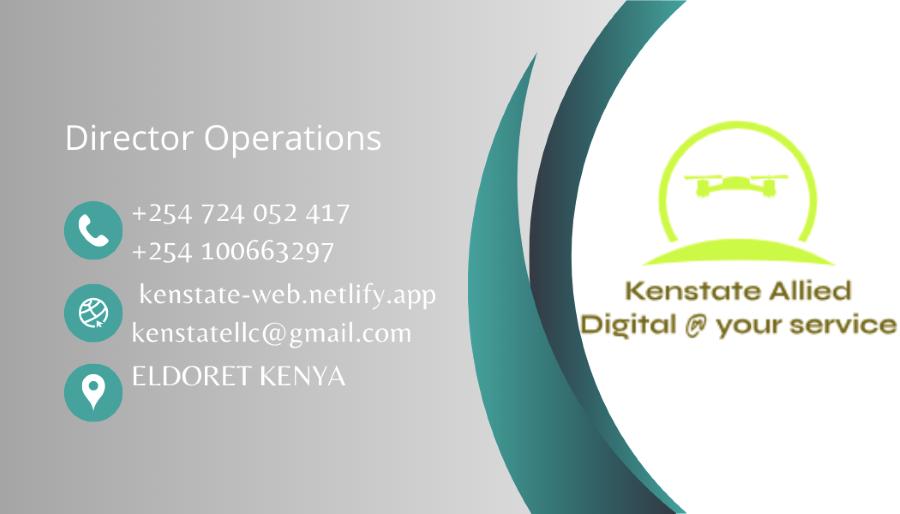 Director Operations
+254 724 052 417
+254 100663297
kenstate-web.netlify.app
kenstatellc@gmail.com
ELDORET KENYA
Kenstate Allied
Digital @ your service